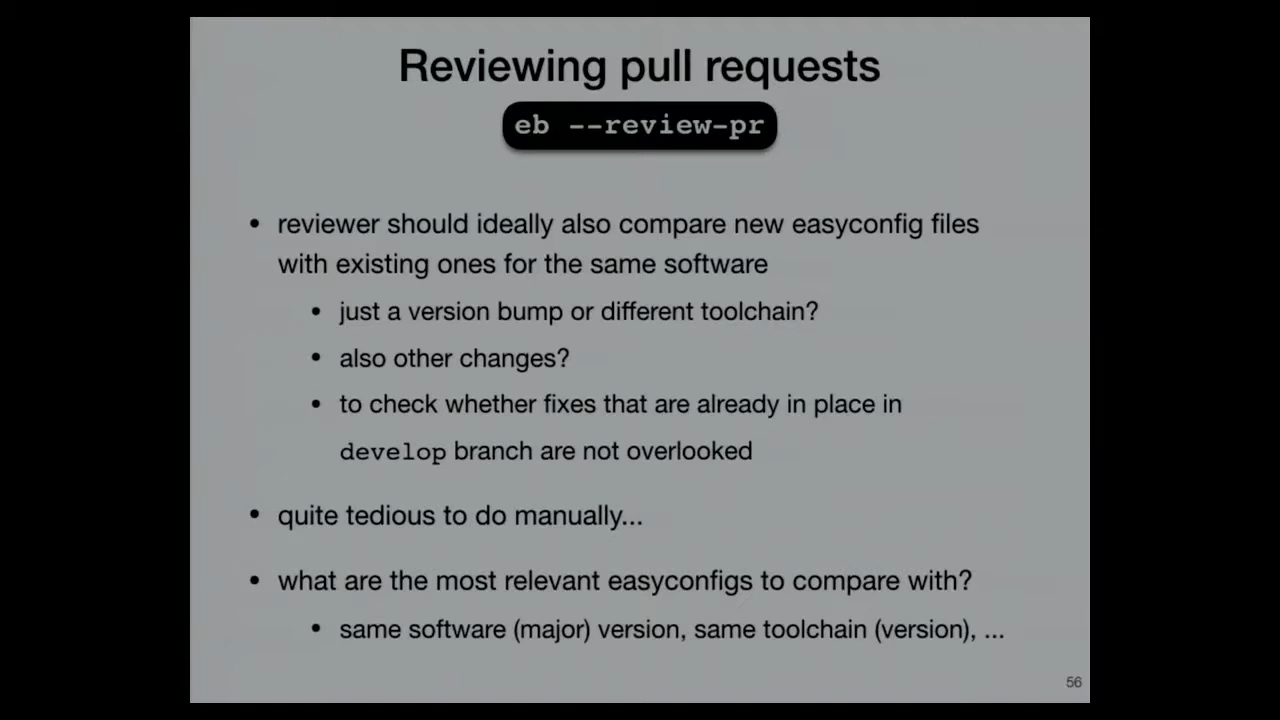 Reviewing pull requests
eb --review-pr
• reviewer should ideally also compare new easyconfig files
with existing ones for the same software
• just a version bump or different toolchain?
• also other changes?
• to check whether fixes that are already in place in
develop branch are not overlooked
• quite tedious to do manually...
• what are the most relevant easyconfigs to compare with?
• same software (major) version, same toolchain (version), ...
56